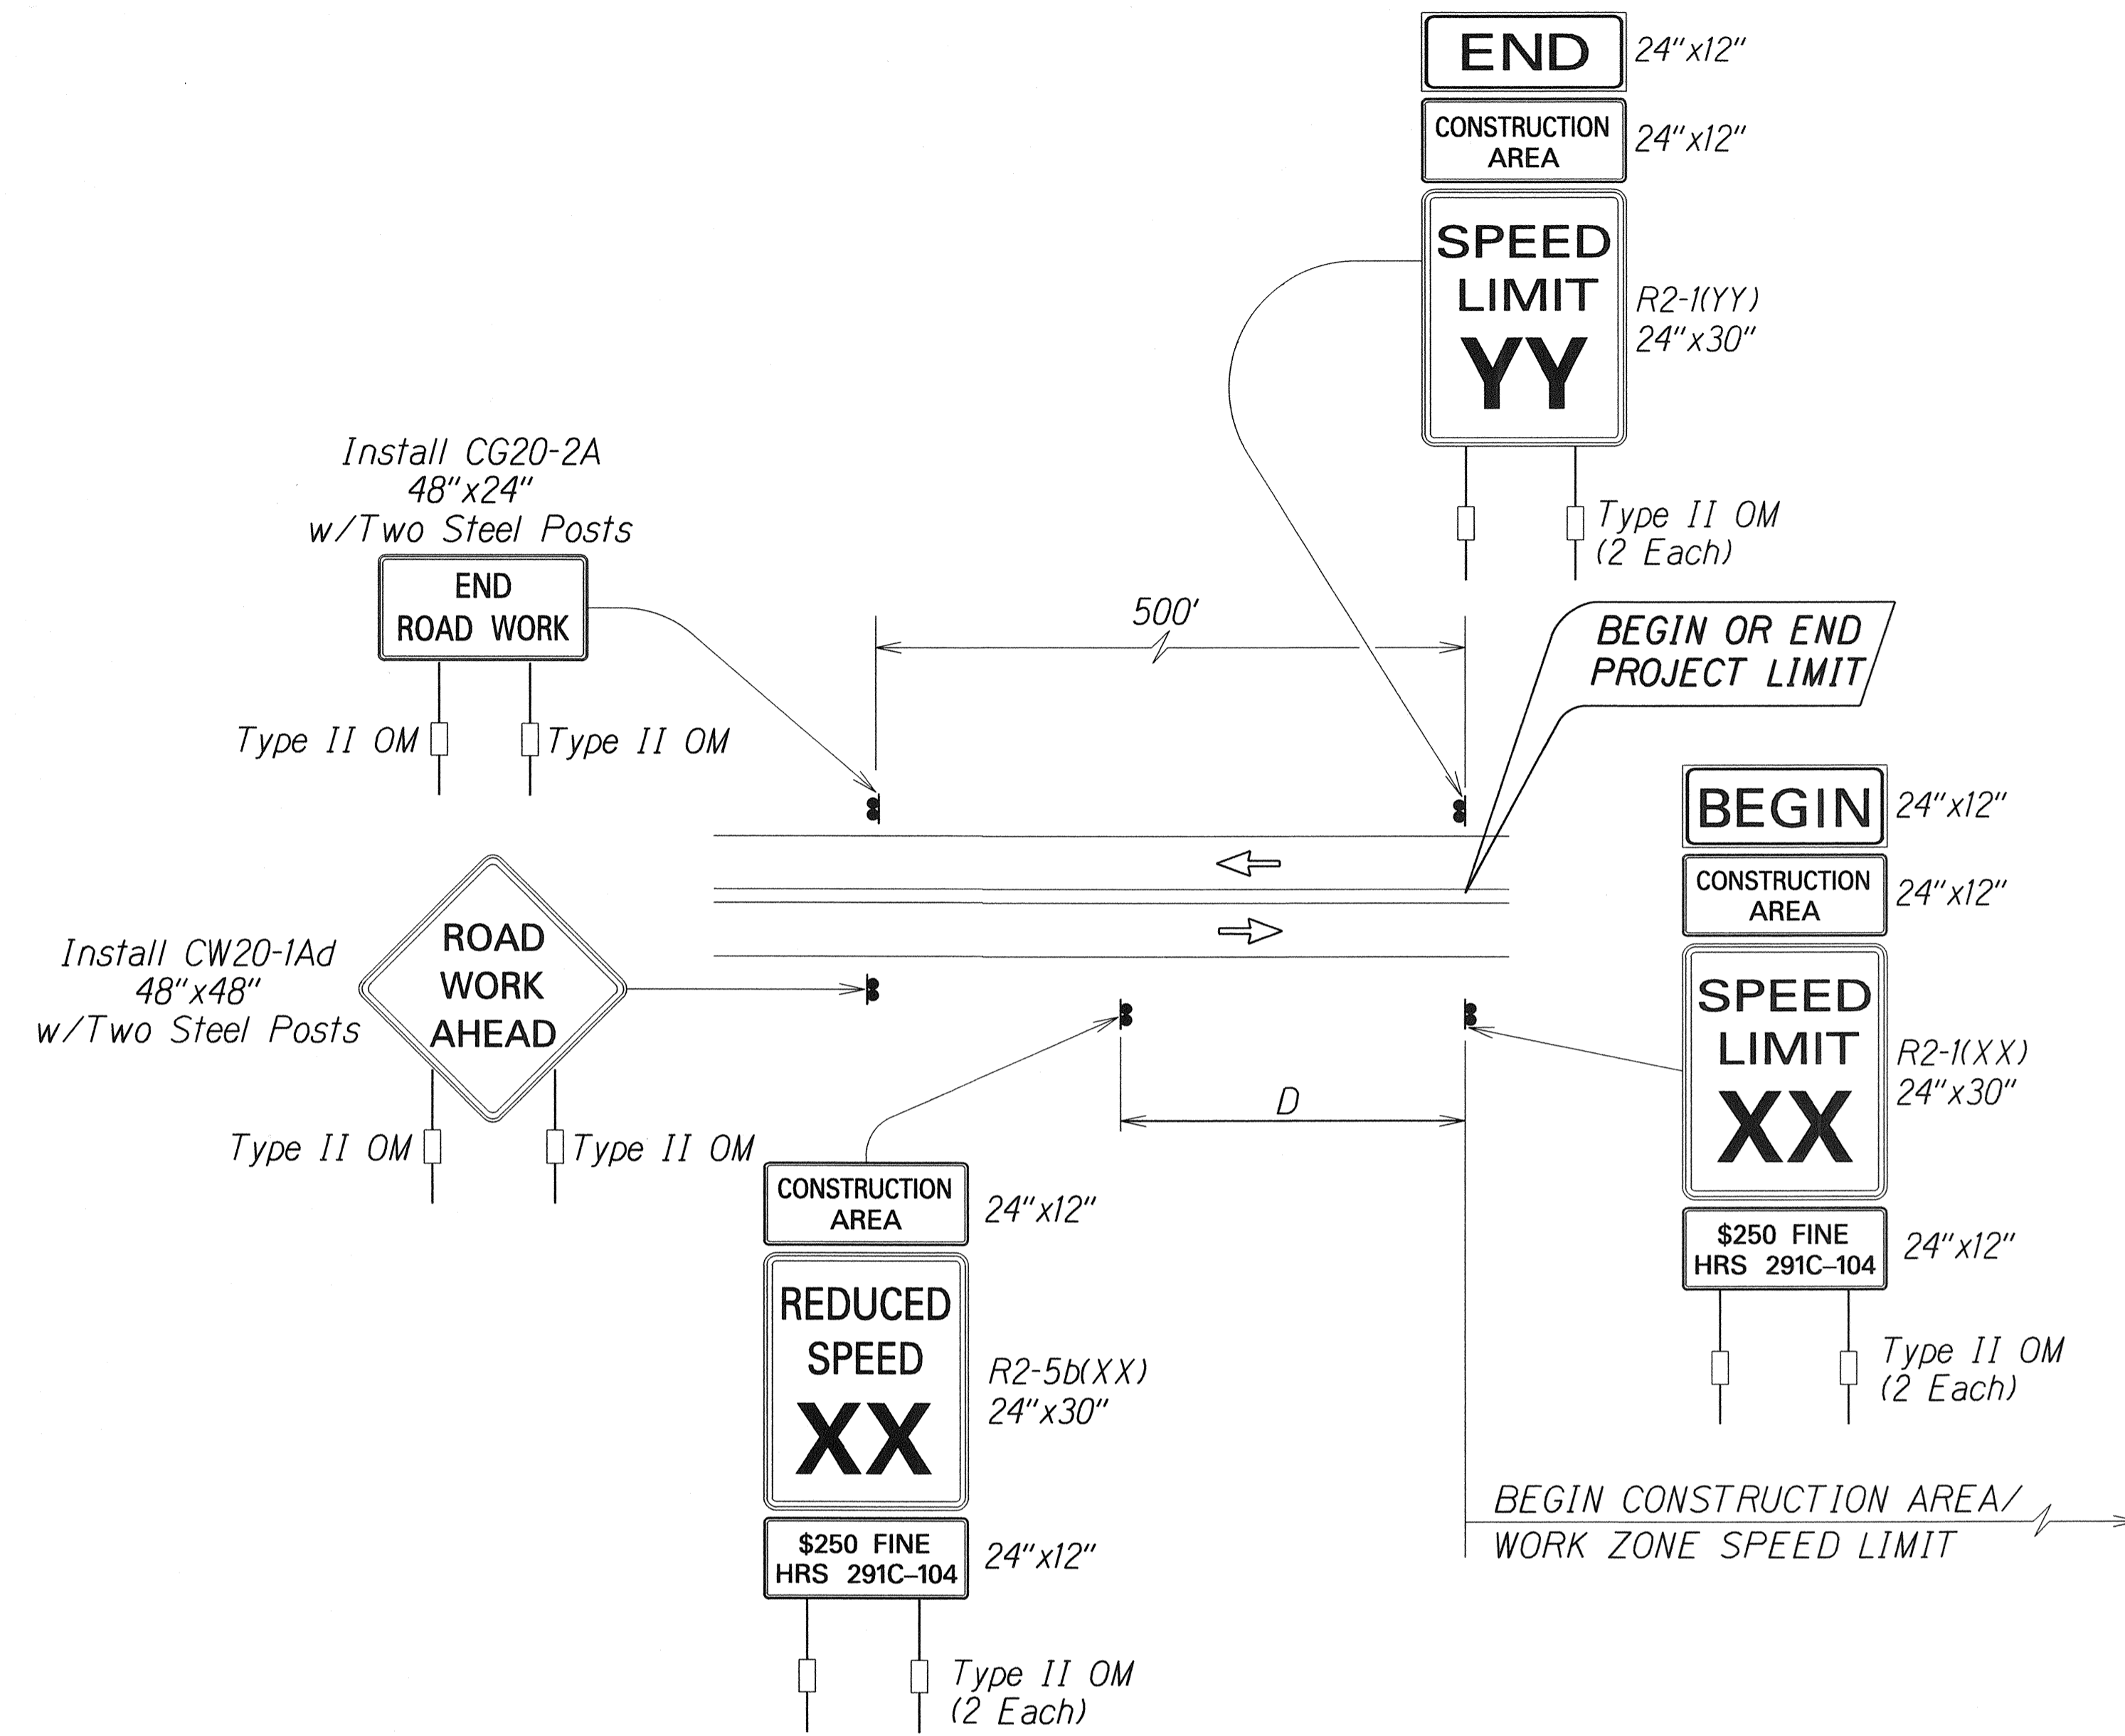 END
24"x12"
CONSTRUCTION
AREA
24"x12"
SPEED
LIMIT
YY
R2-1(YY)
24"x30"
Type II OM
(2 Each)
Install CG20-2A
48"x24"
w/Two Steel Posts
END
ROAD WORK
Type II OM
Type II OM
500'
BEGIN OR END
PROJECT LIMIT
BEGIN
24"x12"
CONSTRUCTION
AREA
24"x12"
SPEED
LIMIT
XX
R2-1(XX)
24"x30"
$250 FINE
HRS 291C-104
24"x12"
Type II OM
(2 Each)
Install CW20-1Ad
48"x48"
w/Two Steel Posts
ROAD
WORK
AHEAD
Type II OM
Type II OM
D
CONSTRUCTION
AREA
24"x12"
REDUCED
SPEED
XX
R2-5b(XX)
24"x30"
$250 FINE
HRS 291C-104
24"x12"
Type II OM
(2 Each)
BEGIN CONSTRUCTION AREA/
WORK ZONE SPEED LIMIT